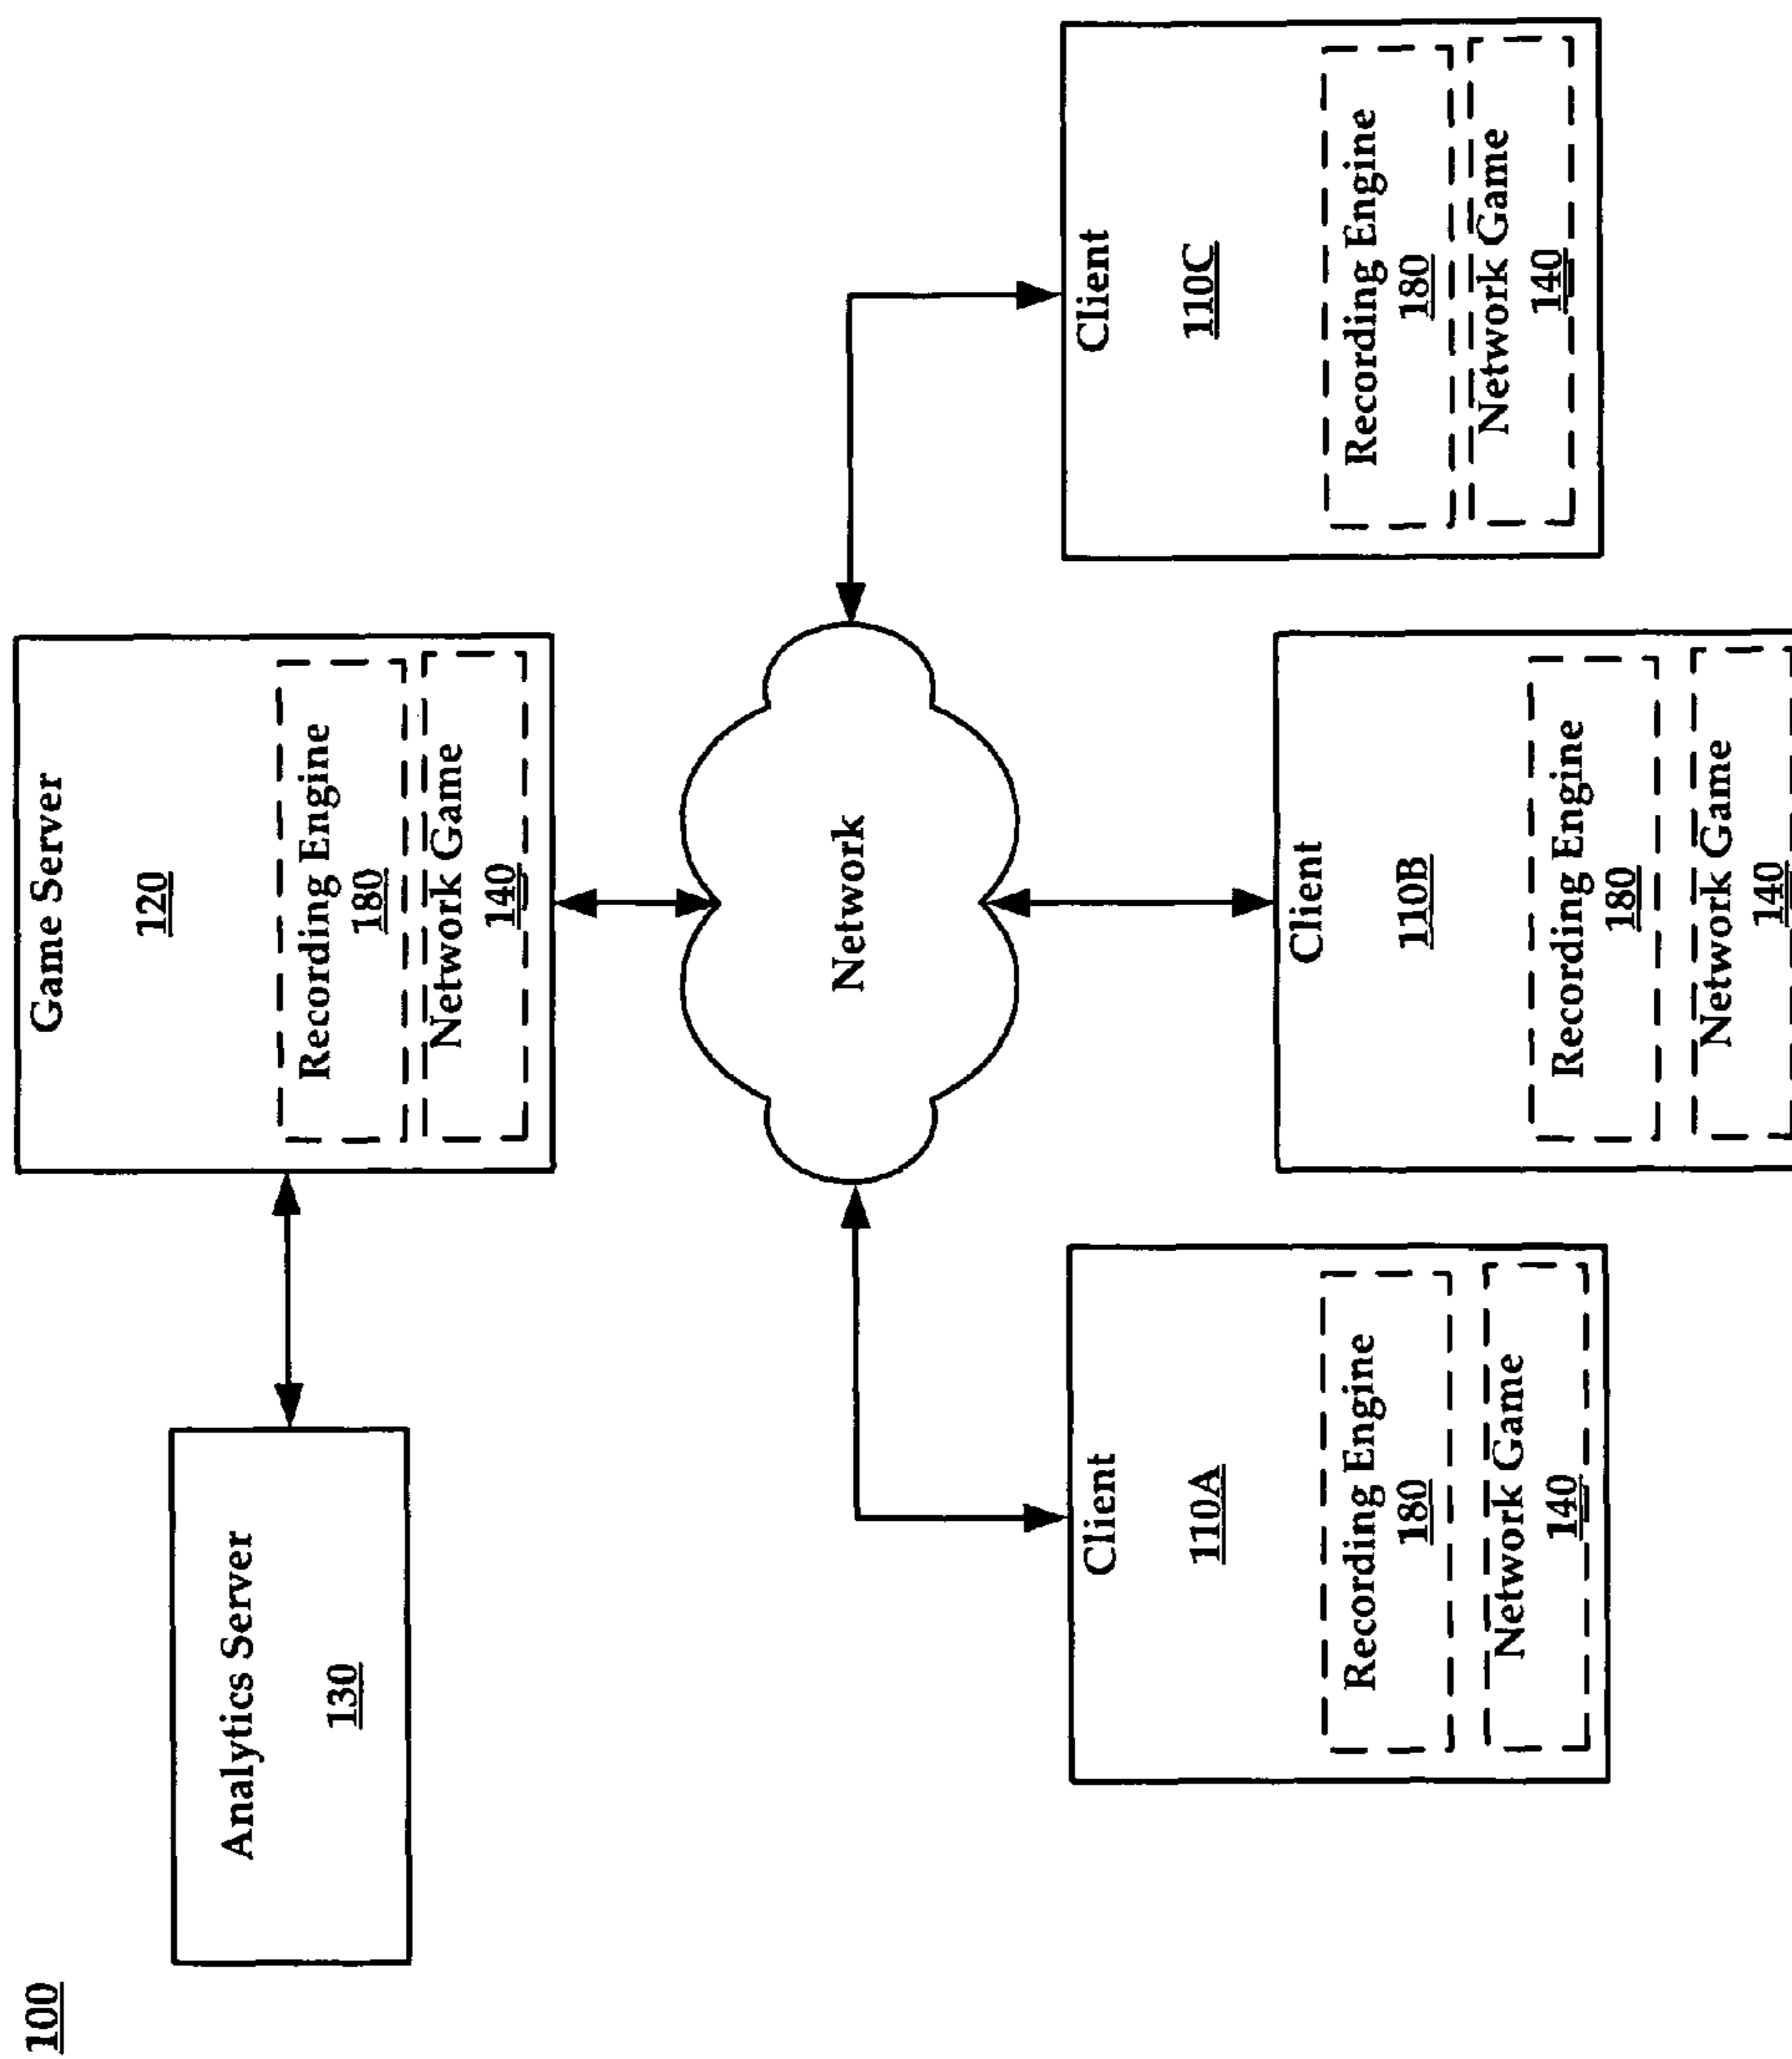 100
Analytics Server
130
Game Server
120
Recording Engine
180
Network Game
140
Network
Client
110A
Recording Engine
180
Network Game
140
Client
110B
Recording Engine
180
Network Game
140
Client
110C
Recording Engine
180
Network Game
140